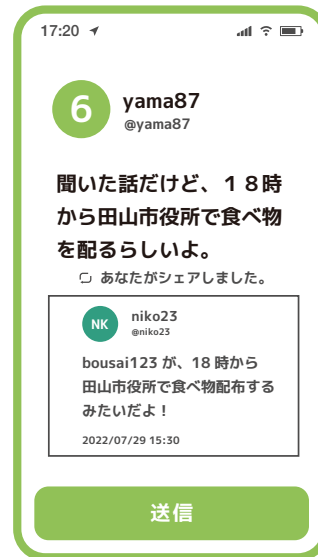 17:20
6
yama87
@yama87
聞いた話だけど、18時
から田山市役所で食べ物
を配るらしいよ。
あなたがシェアしました。
NK
niko23
@niko23
bousai123 が、18 時から
田山市役所で食べ物配布する
みたいだよ！
2022/07/29 15:30
送信